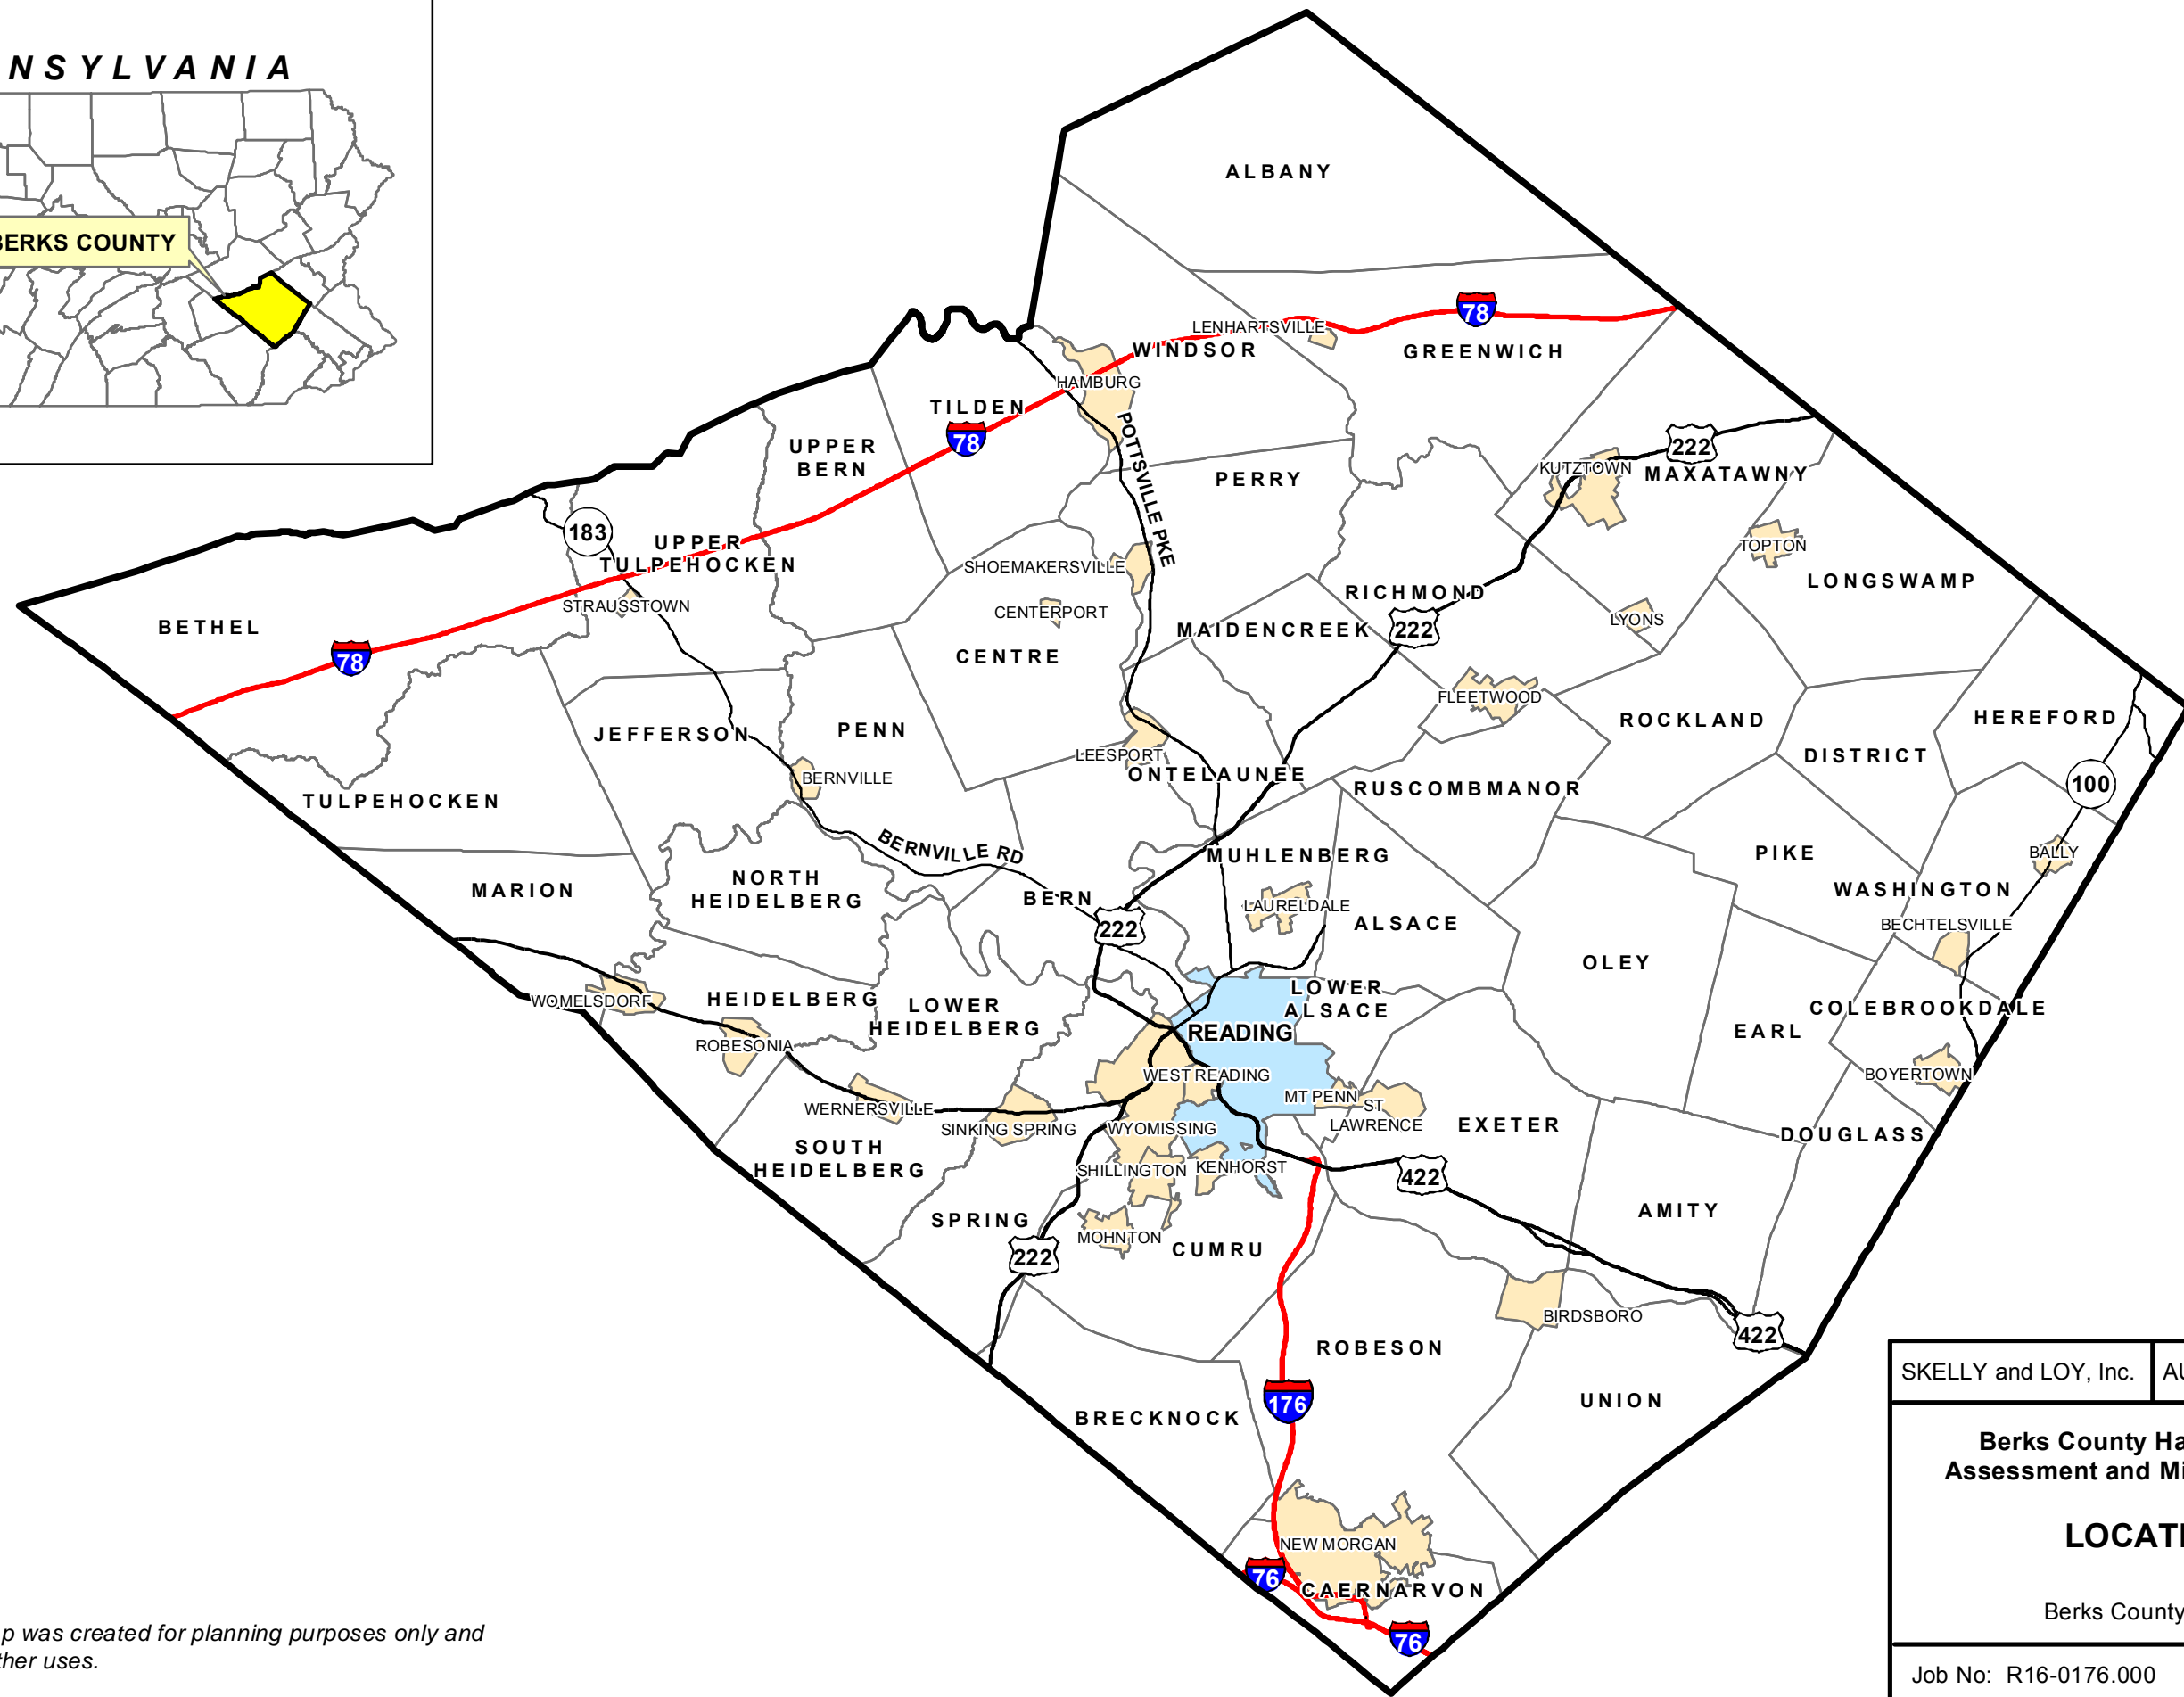 NSYLVANIA
BERKS COUNTY
ALBANY
78
LENHARTSVILLE
WINDSOR
GREENWICH
HAMBURG
TILDEN
78
UPPER
BERN
POTTSVILLE PKE
PERRY
222
KUTZTOWN
MAXATAWNY
183
UPPER
TULPEHOCKEN
SHOEMAKERSVILLE
TOPTON
LONGSWAMP
STRAUSSTOWN
CENTERPORT
RICHMOND
BETHEL
MAIDENCREEK
222
LYONS
78
CENTRE
FLEETWOOD
JEFFERSON
PENN
ROCKLAND
HEREFORD
LEESPORT
DISTRICT
BERNVILLE
ONTELAUNEE
RUSCOMBMANOR
100
TULPEHOCKEN
BERNVILLE RD
MUHLENBERG
PIKE
BALLY
MARION
NORTH
HEIDELBERG
BERN
WASHINGTON
LAURELDALE
222
ALSACE
BECHTELSVILLE
OLEY
WOMELSDORF
HEIDELBERG
LOWER
HEIDELBERG
LOWER
ALSACE
COLEBROOKDALE
READING
EARL
ROBESONIA
WEST READING
BOYERTOWN
MT PENN
WERNERSVILLE
ST
LAWRENCE
SINKING SPRING
WYOMISSING
EXETER
DOUGLASS
SOUTH
HEIDELBERG
SHILLINGTON
KENHORST
422
SPRING
AMITY
MOHNTON
CUMRU
222
BIRDSBORO
422
ROBESON
176
UNION
BRECKNOCK
NEW MORGAN
76
CAERNARVON
76
SKELLY and LOY, Inc.
AU
Berks County Ha
Assessment and Mi
LOCATI
Berks County
Job No: R16-0176.000
p was created for planning purposes only and
ther uses.